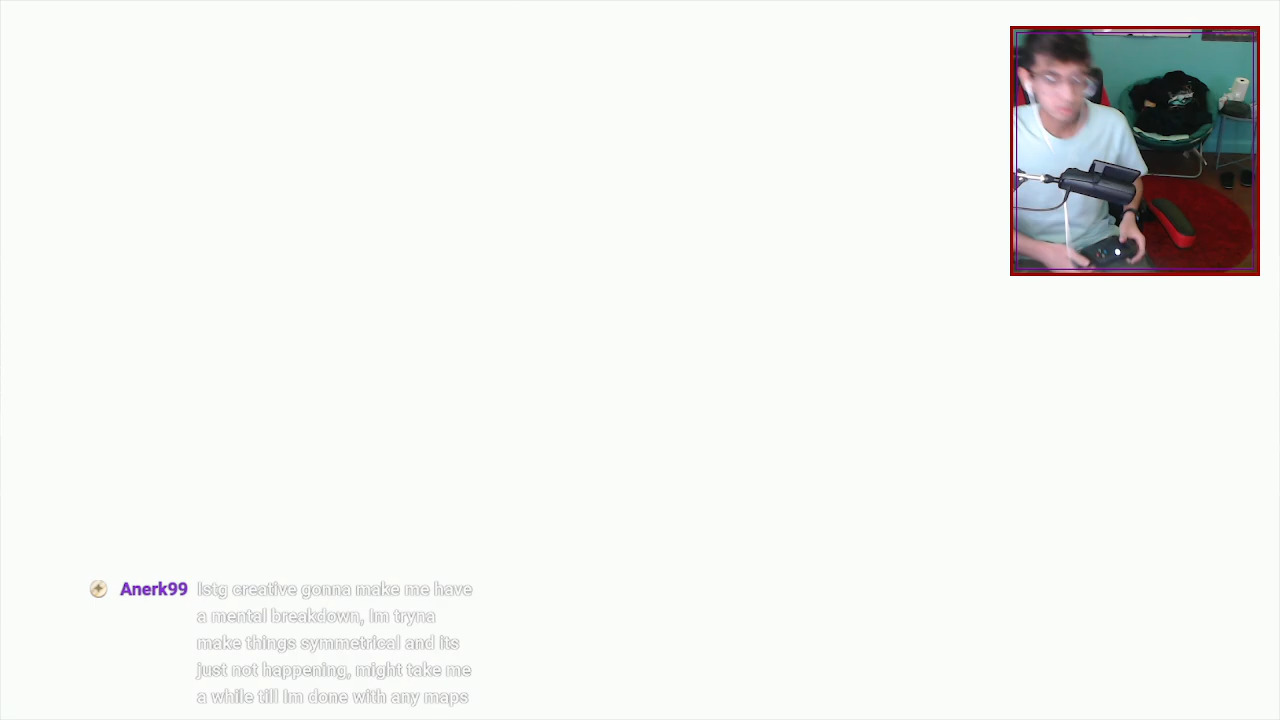 Anerk99 Istg creative gonna make me have
a mental breakdown, Im tryna
make things symmetrical and its
just not happening, might take me
a while till Im done with any maps